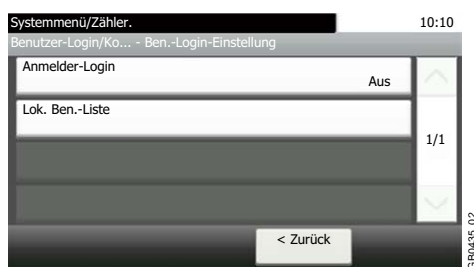 Systemmenü/Zähler.
10:10
Benutzer-Login/Ko... - Ben.-Login-Einstellung
Anmelder-Login
Aus
Lok. Ben.-Liste
1/1
< Zurück
GB0435_02